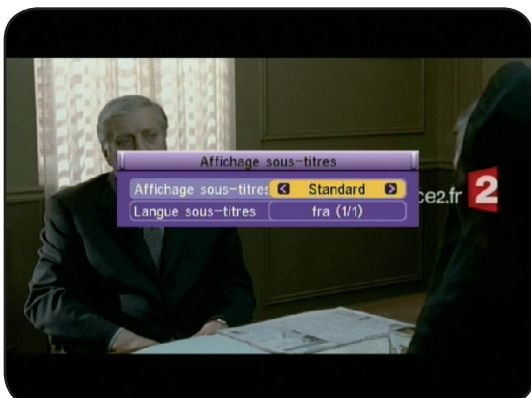 Affichage sous-titres
Affichage sous-titres Standard
Langue sous-titres fra (1/1)
ce2.fr 2